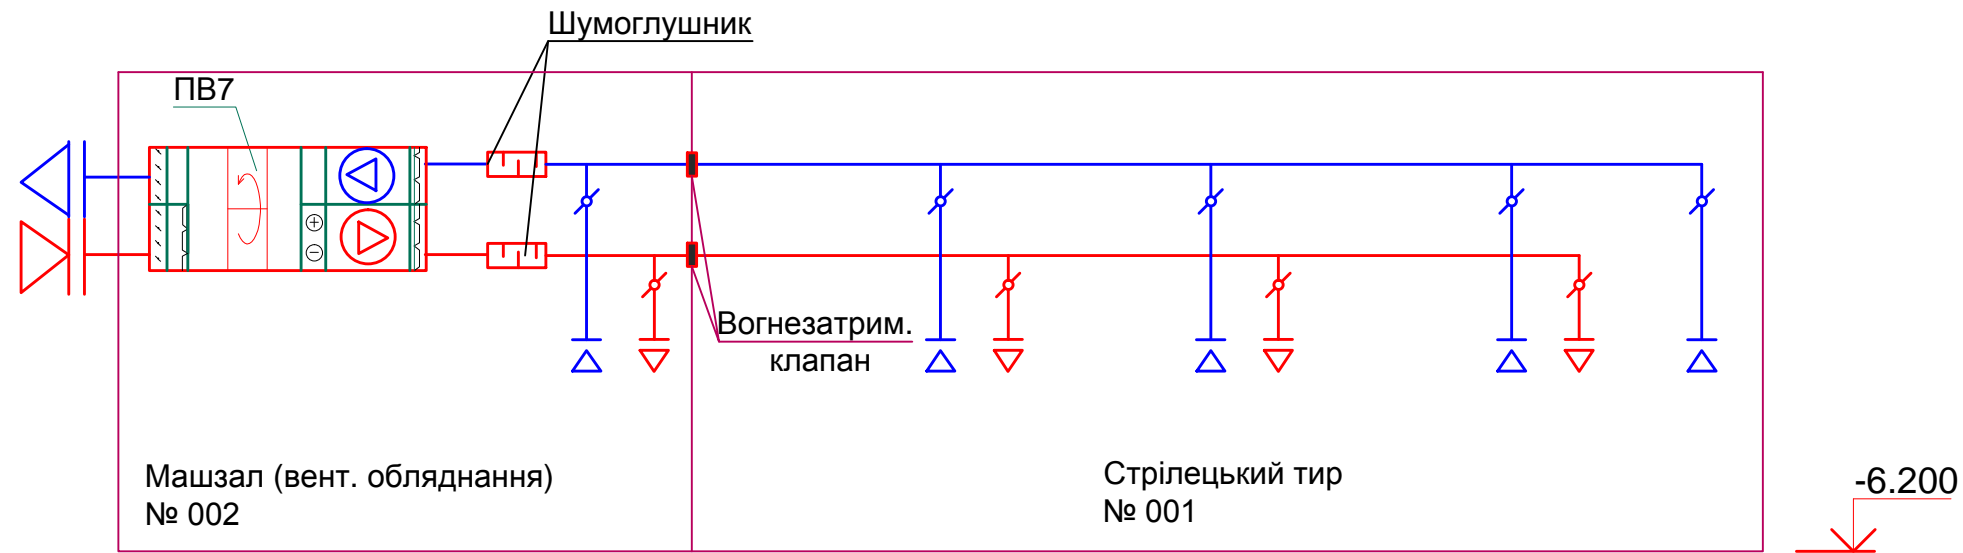 Шумоглушник
ПВ7
Вогнезатрим.
клапан
Машзал (вент. обляднання)
№ 002
Стрілецький тир
№ 001
-6.200